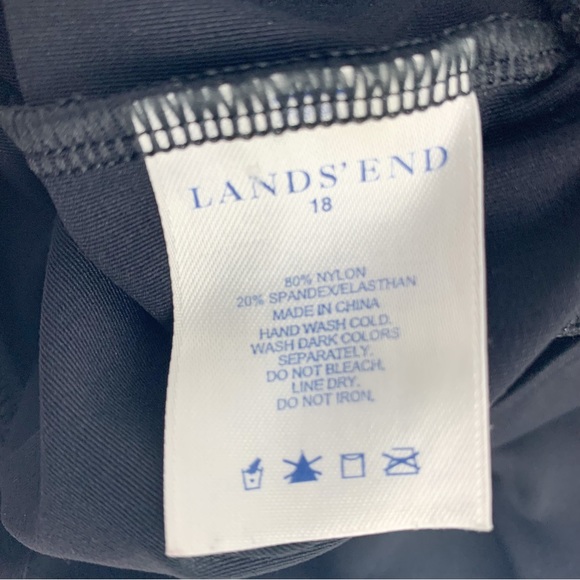 LANDS' END
18
80% NYLON
20% SPANDEX/ELASTHAN
MADE IN CHINA
HAND WASH COLD.
WASH DARK COLORS
SEPARATELY.
DO NOT BLEACH,
LINE DRY.
DO NOT IRON,